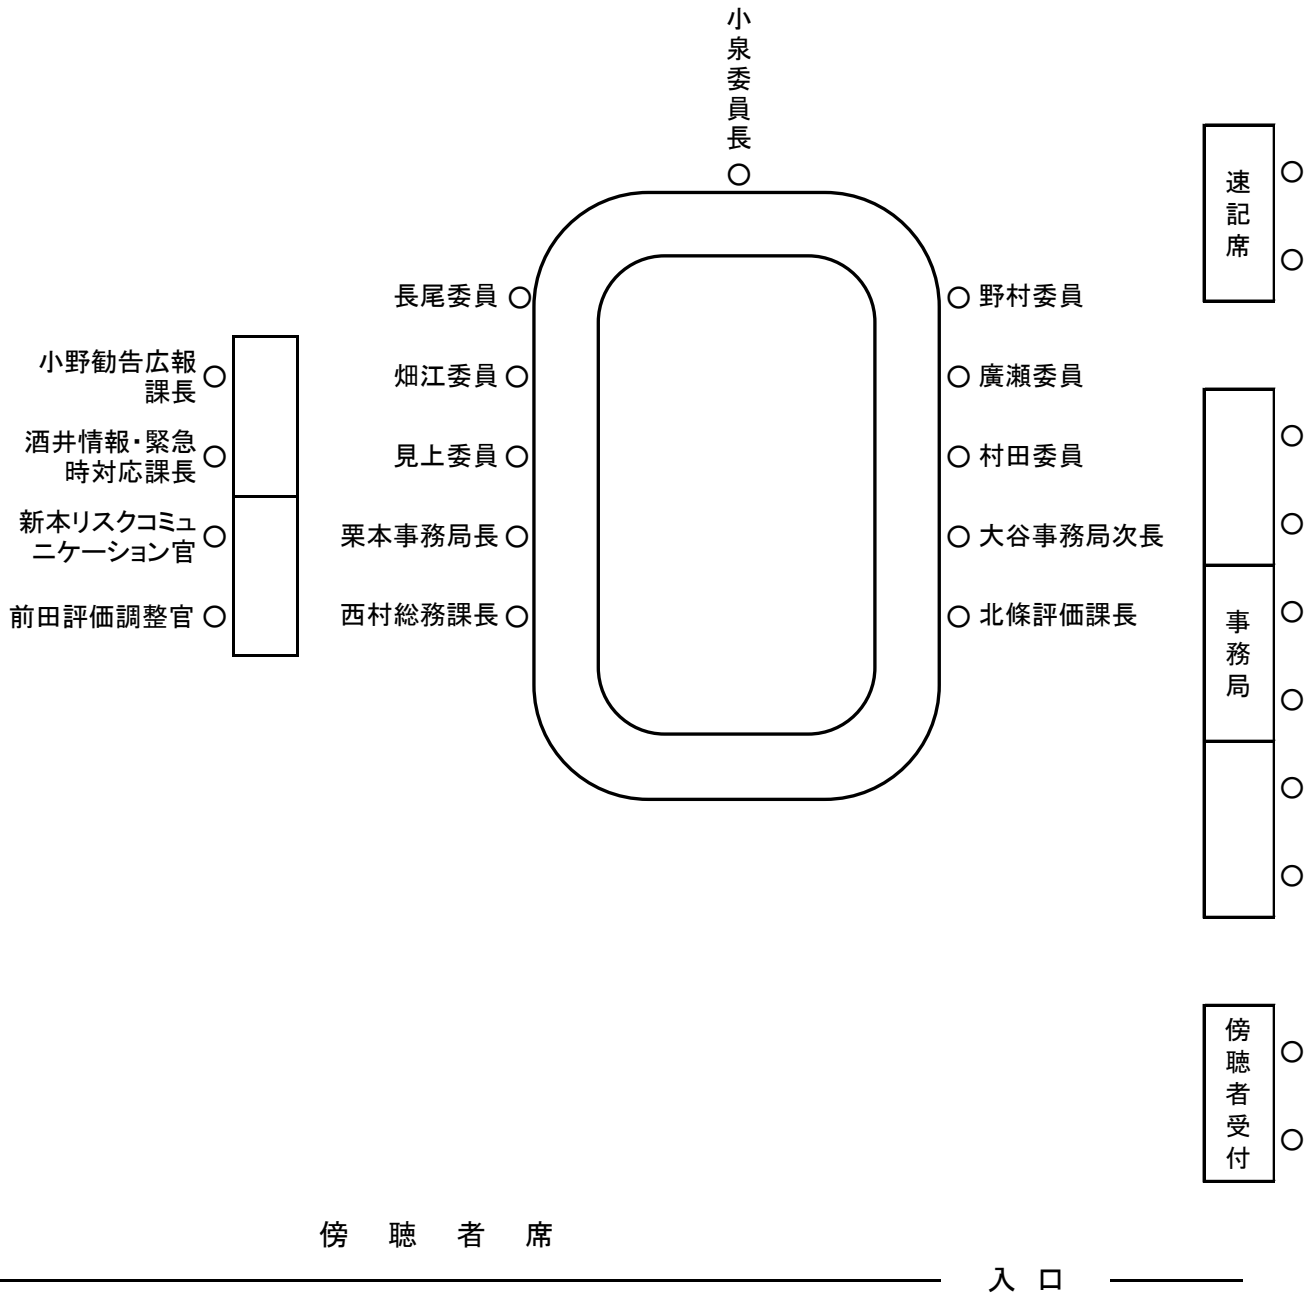 小泉委員長
速記席
長尾委員
野村委員
小野勧告広報
課長
畑江委員
廣瀬委員
酒井情報・緊急
時対応課長
見上委員
村田委員
新本リスクコミュ
ニケーション官
栗本事務局長
大谷事務局次長
前田評価調整官
西村総務課長
北條評価課長
事務局
傍聴者受付
傍聴者席
入口